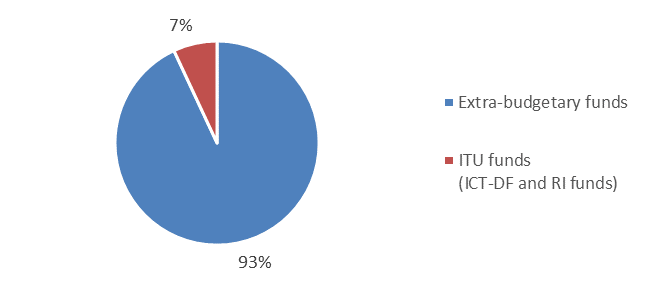 7%
Extra-budgetary funds
ITU funds
(ICT-DF and RI funds)
93%